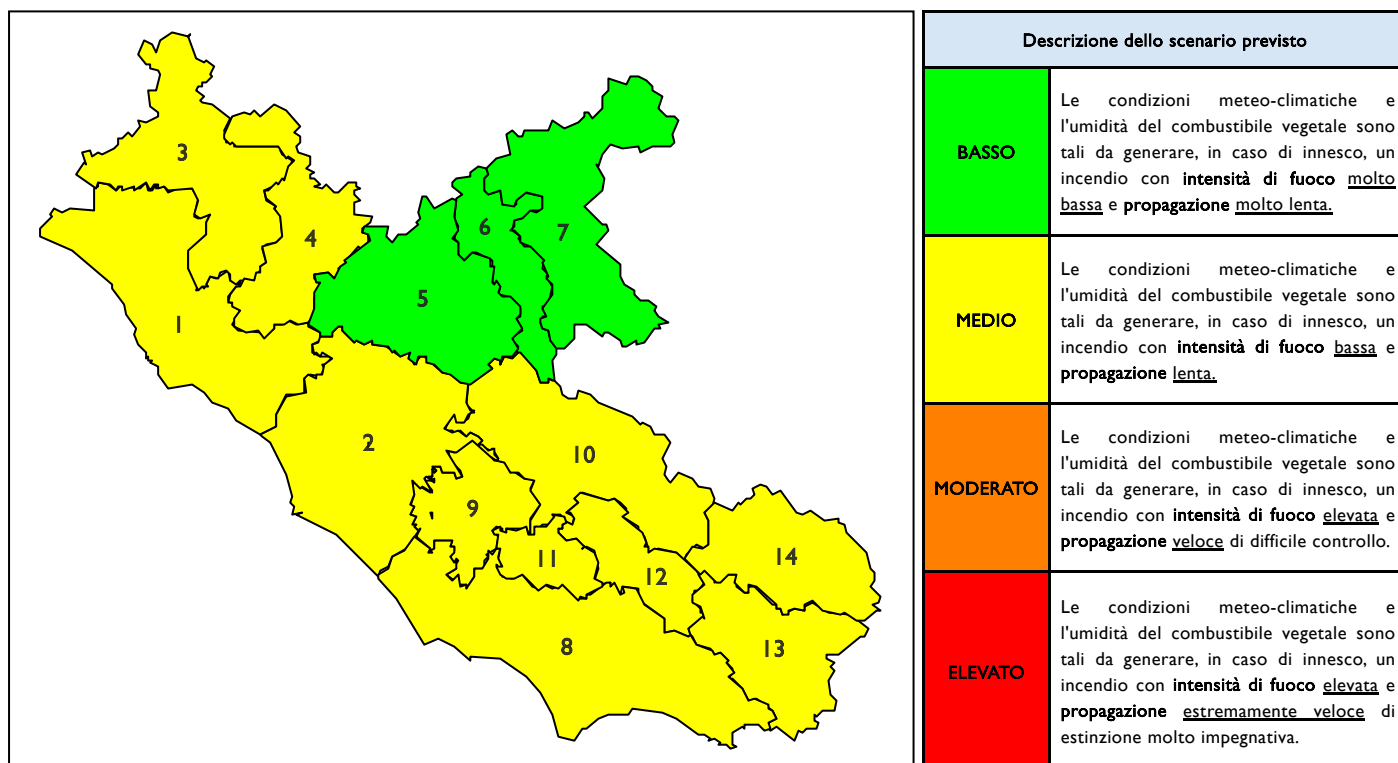 3
4
6
7
5
1
2
10
9
11
12
14
8
13
Descrizione dello scenario previsto
BASSO
Le condizioni meteo-climatiche e
l'umidità del combustibile vegetale sono
tali da generare, in caso di innesco, un
incendio con intensità di fuoco molto
bassa e propagazione molto lenta.
MEDIO
Le condizioni meteo-climatiche e
l'umidità del combustibile vegetale sono
tali da generare, in caso di innesco, un
incendio con intensità di fuoco bassa e
propagazione lenta.
MODERATO
Le condizioni meteo-climatiche e
l'umidità del combustibile vegetale sono
tali da generare, in caso di innesco, un
incendio con intensità di fuoco elevata e
propagazione veloce di difficile controllo.
ELEVATO
Le condizioni meteo-climatiche e
l'umidità del combustibile vegetale sono
tali da generare, in caso di innesco, un
incendio con intensità di fuoco elevata e
propagazione estremamente veloce di
estinzione molto impegnativa.